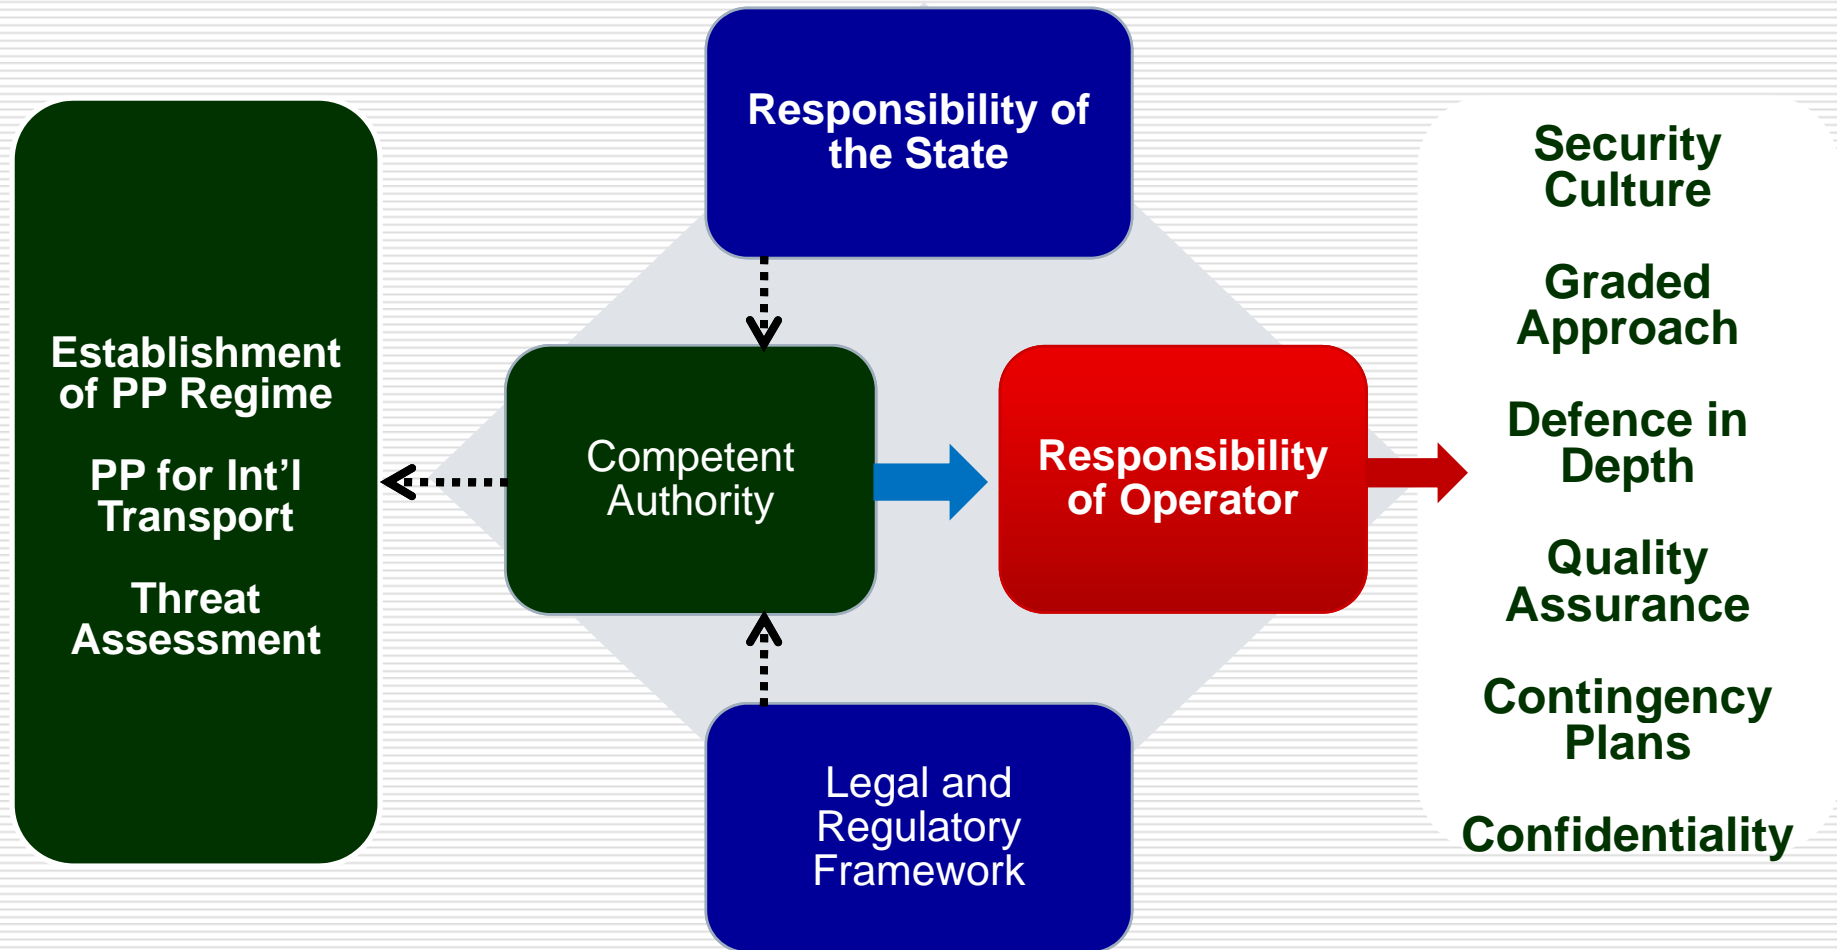 Responsibility of
the State
Establishment
of PP Regime
PP for Int’l
Transport
Threat
Assessment
Competent
Authority
Responsibility
of Operator
Legal and
Regulatory
Framework
Security
Culture
Graded
Approach
Defence in
Depth
Quality
Assurance
Contingency
Plans
Confidentiality